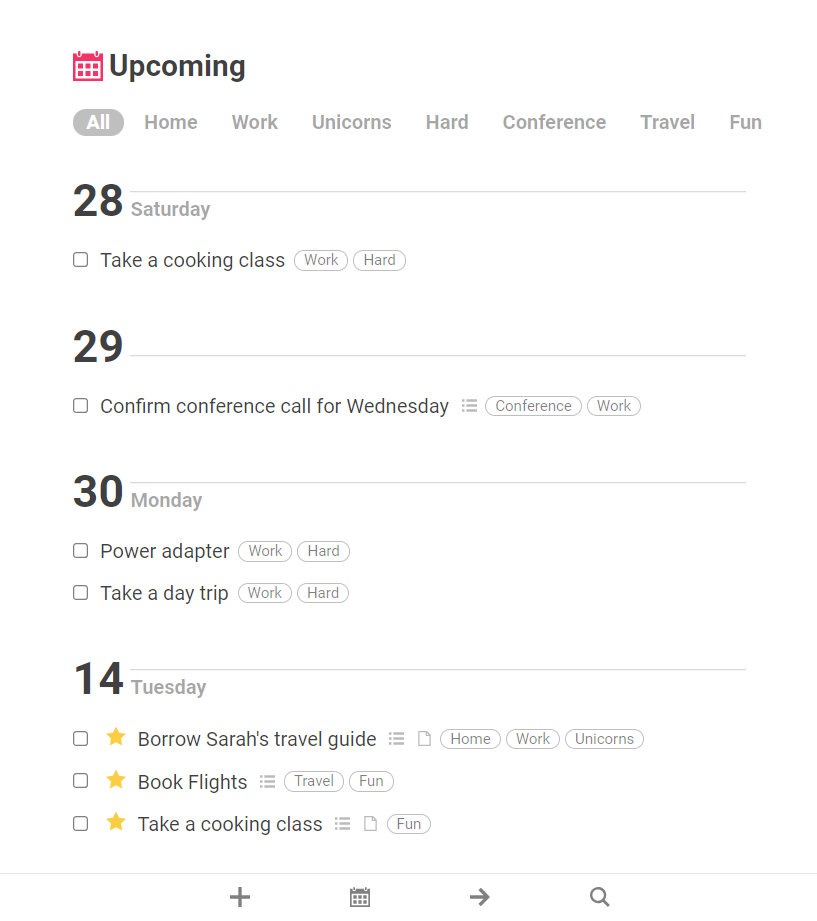 Upcoming
All Home Work Unicorns Hard Conference Travel Fun
28 Saturday
Take a cooking class Work Hard
29
Confirm conference call for Wednesday Conference Work
30 Monday
Power adapter Work Hard
Take a day trip Work Hard
14 Tuesday
Borrow Sarah's travel guide Home Work Unicorns
Book Flights Travel Fun
Take a cooking class Fun